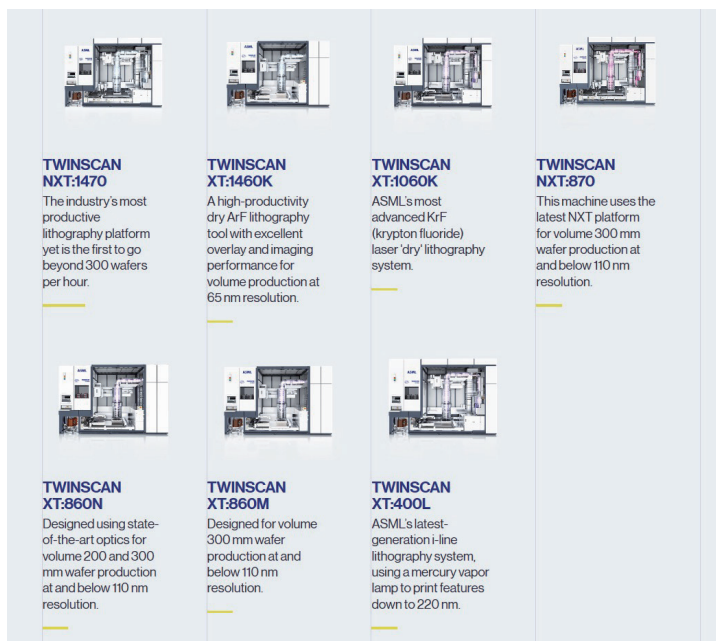 TWINSCAN
NXT:1470
The industry's most
productive
lithography platform
yet is the first to go
beyond 300 wafers
per hour.
TWINSCAN
XT:1460K
A high-productivity
dry ArF lithography
tool with excellent
overlay and imaging
performance for
volume production at
65 nm resolution.
TWINSCAN
XT:1060K
ASML's most
advanced KrF
(krypton fluoride)
laser 'dry' lithography
system.
TWINSCAN
NXT:870
This machine uses the
latest NXT platform
for volume 300 mm
wafer production at
and below 110 nm
resolution.
ASML
ASML
ASML
TWINSCAN
XT:860N
Designed using state-
of-the-art optics for
volume 200 and 300
mm wafer production
at and below 110 nm
resolution.
TWINSCAN
XT:860M
Designed for volume
300 mm wafer
production at and
below 110 nm
resolution.
TWINSCAN
XT:400L
ASML's latest-
generation i-line
lithography system,
using a mercury vapor
lamp to print features
down to 220 nm.